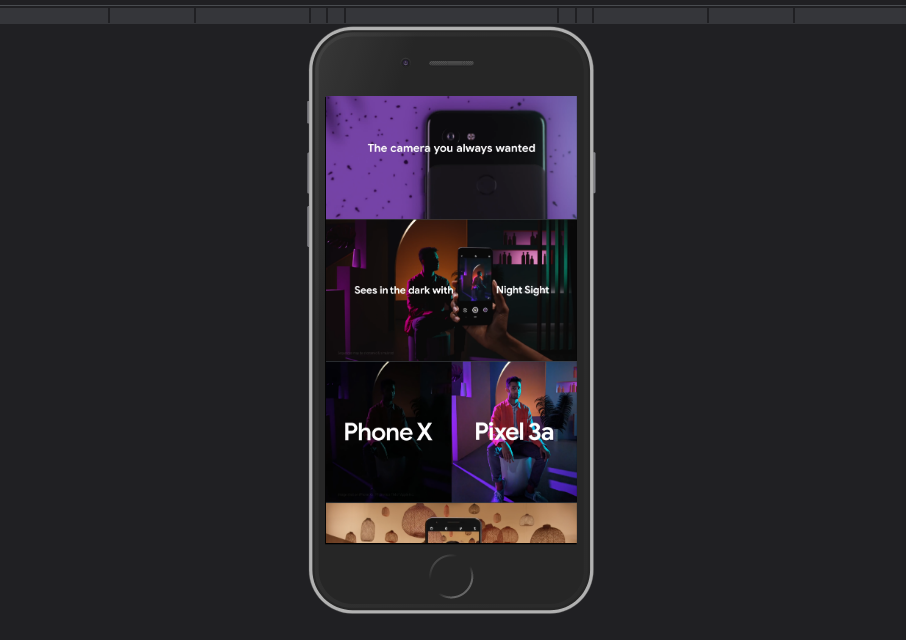 The camera you always wanted
Sees in the dark with Night Sight
Phone X Pixel 3a